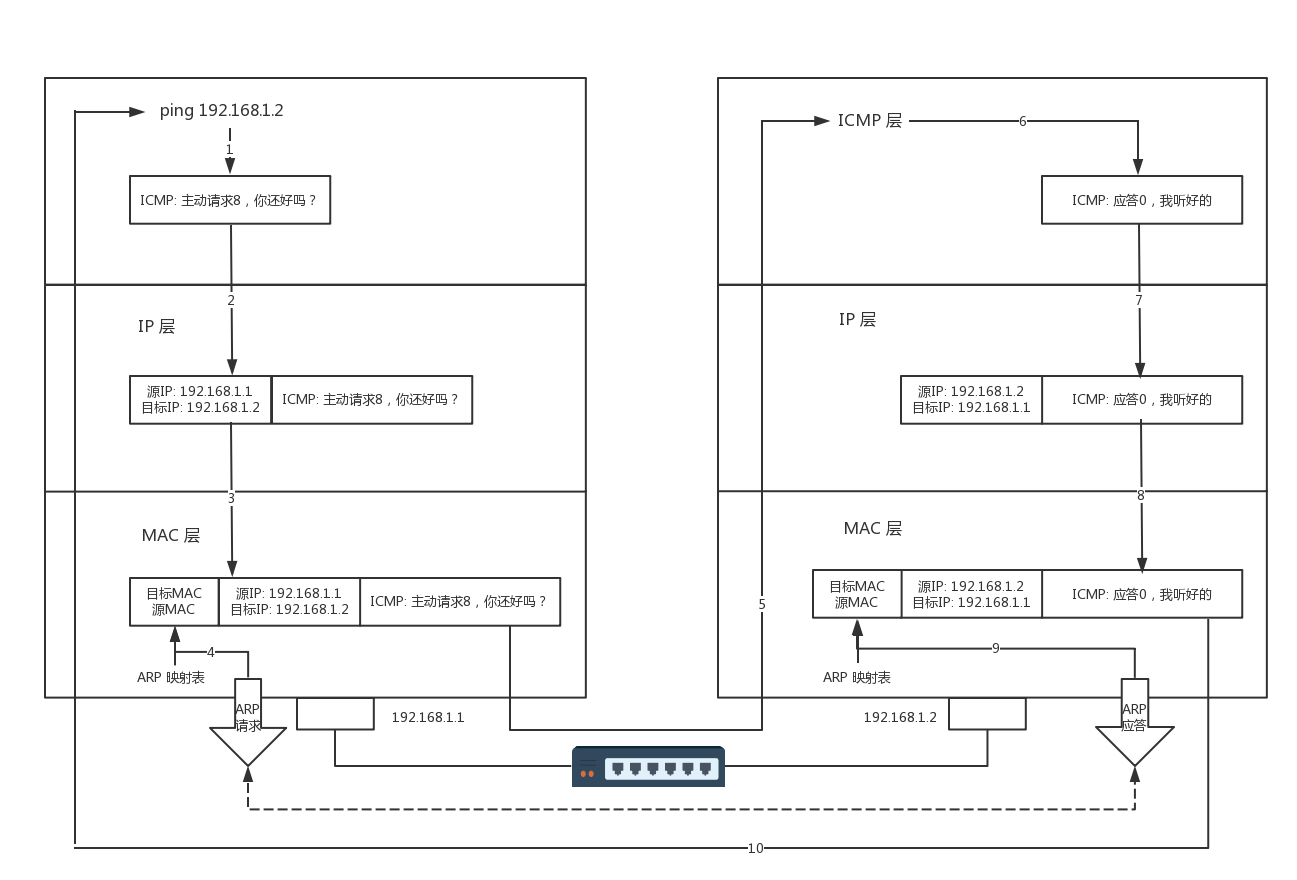 ping 192.168.1.2
1
ICMP: 主动请求8，你还好吗？
2
IP 层
源IP: 192.168.1.1
目标IP: 192.168.1.2
ICMP: 主动请求8，你还好吗？
3
MAC 层
目标MAC
源MAC
源IP: 192.168.1.1
目标IP: 192.168.1.2
ICMP: 主动请求8，你还好吗？
4
ARP 映射表
ARP
请求
192.168.1.1
5
ICMP 层
6
ICMP: 应答0，我听好的
7
IP 层
源IP: 192.168.1.2
目标IP: 192.168.1.1
ICMP: 应答0，我听好的
8
MAC 层
目标MAC
源MAC
源IP: 192.168.1.2
目标IP: 192.168.1.1
ICMP: 应答0，我听好的
9
ARP 映射表
ARP
应答
192.168.1.2
10